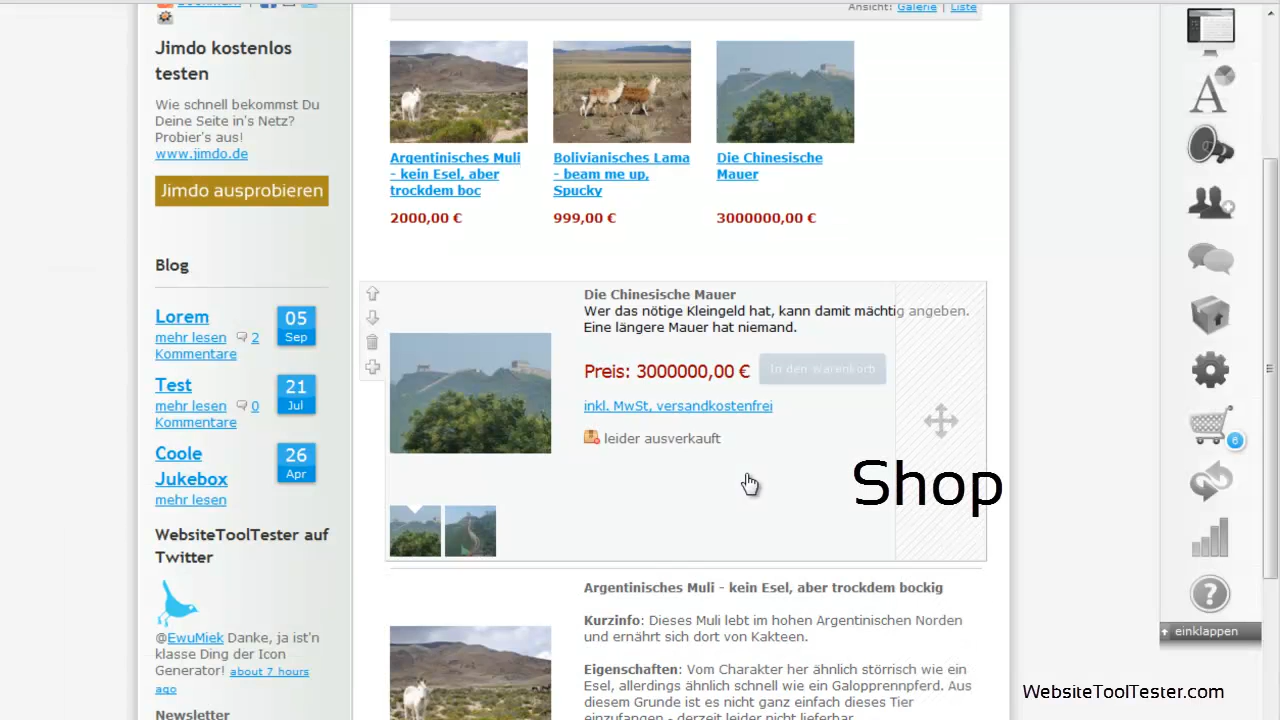 Ansicht: Galerie | Liste
Jimdo kostenlos
testen
Wie schnell bekommst Du
Deine Seite in's Netz?
Probier's aus!
www.jimdo.de
Jimdo ausprobieren
Blog
Lorem
mehr lesen 2
Kommentare
05
Sep
Test
mehr lesen 0
Kommentare
21
Jul
Coole
Jukebox
mehr lesen
26
Apr
WebsiteToolTester auf
Twitter
@EwuMiek Danke, ja ist'n
klasse Ding der Icon
Generator! about 7 hours
ago
Newsletter
Argentinisches Muli
- kein Esel, aber
trockdem boc
2000,00 €
Bolivianisches Lama
- beam me up,
Spucky
999,00 €
Die Chinesische
Mauer
3000000,00 €
Die Chinesische Mauer
Wer das nötige Kleingeld hat, kann damit mächtig angeben.
Eine längere Mauer hat niemand.
Preis: 3000000,00 € In den warenkorb
inkl. MwSt, versandkostenfrei
leider ausverkauft
Shop
Argentinisches Muli - kein Esel, aber trockdem bockig
Kurzinfo: Dieses Muli lebt im hohen Argentinischen Norden
und ernährt sich dort von Kakteen.
Eigenschaften: Vom Charakter her ähnlich störrisch wie ein
Esel, allerdings ähnlich schnell wie ein Galopprennpferd. Aus
diesem Grunde ist es nicht ganz einfach dieses Tier
einzufangen - derzeit leider nicht lieferbar.
A
6
?
einklappen
WebsiteToolTester.com